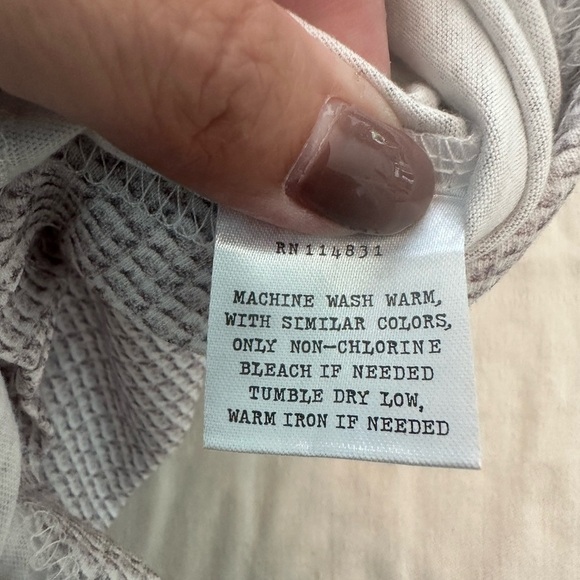 RN 114831
MACHINE WASH WARM,
WITH SIMILAR COLORS,
ONLY NON-CHLORINE
BLEACH IF NEEDED
TUMBLE DRY LOW,
WARM IRON IF NEEDED